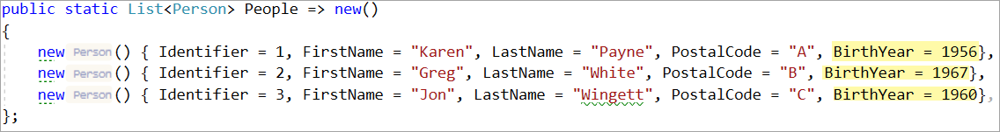 public static List<Person> People => new()
{
    new Person() { Identifier = 1, FirstName = "Karen", LastName = "Payne", PostalCode = "A", BirthYear = 1956},
    new Person() { Identifier = 2, FirstName = "Greg", LastName = "White", PostalCode = "B", BirthYear = 1967},
    new Person() { Identifier = 3, FirstName = "Jon", LastName = "Wingett", PostalCode = "C", BirthYear = 1960},
};